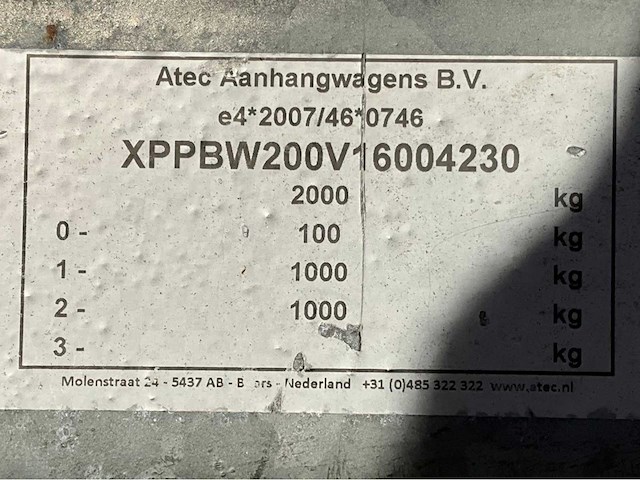 Atec Aanhangwagens B.V.
e4*2007/46*0746
XPPBW200V16004230
2000 kg
0 - 100 kg
1 - 1000 kg
2 - 1000 kg
3 - kg
Molenstraat 24 - 5437 AB - - Nederland +31 (0)485 322 322 www.atec.nl